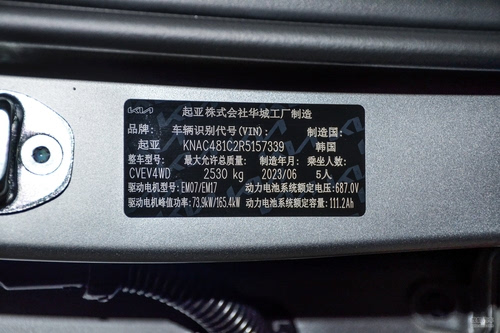 KIA 起亚株式会社华城工厂制造
品牌: 车辆识别代号(VIN): 制造国:
起亚 KNAC481C2R5157339 韩国
整车型号: 最大允许总质量: 制造年月: 乘坐人数:
CVEV4WD 2530 kg 2023/06 5人
驱动电机型号:EM07/EM17 动力电池系统额定电压:687.0V
驱动电机峰值功率:73.9kW/165.4kW 动力电池系统额定容量:111.2Ah